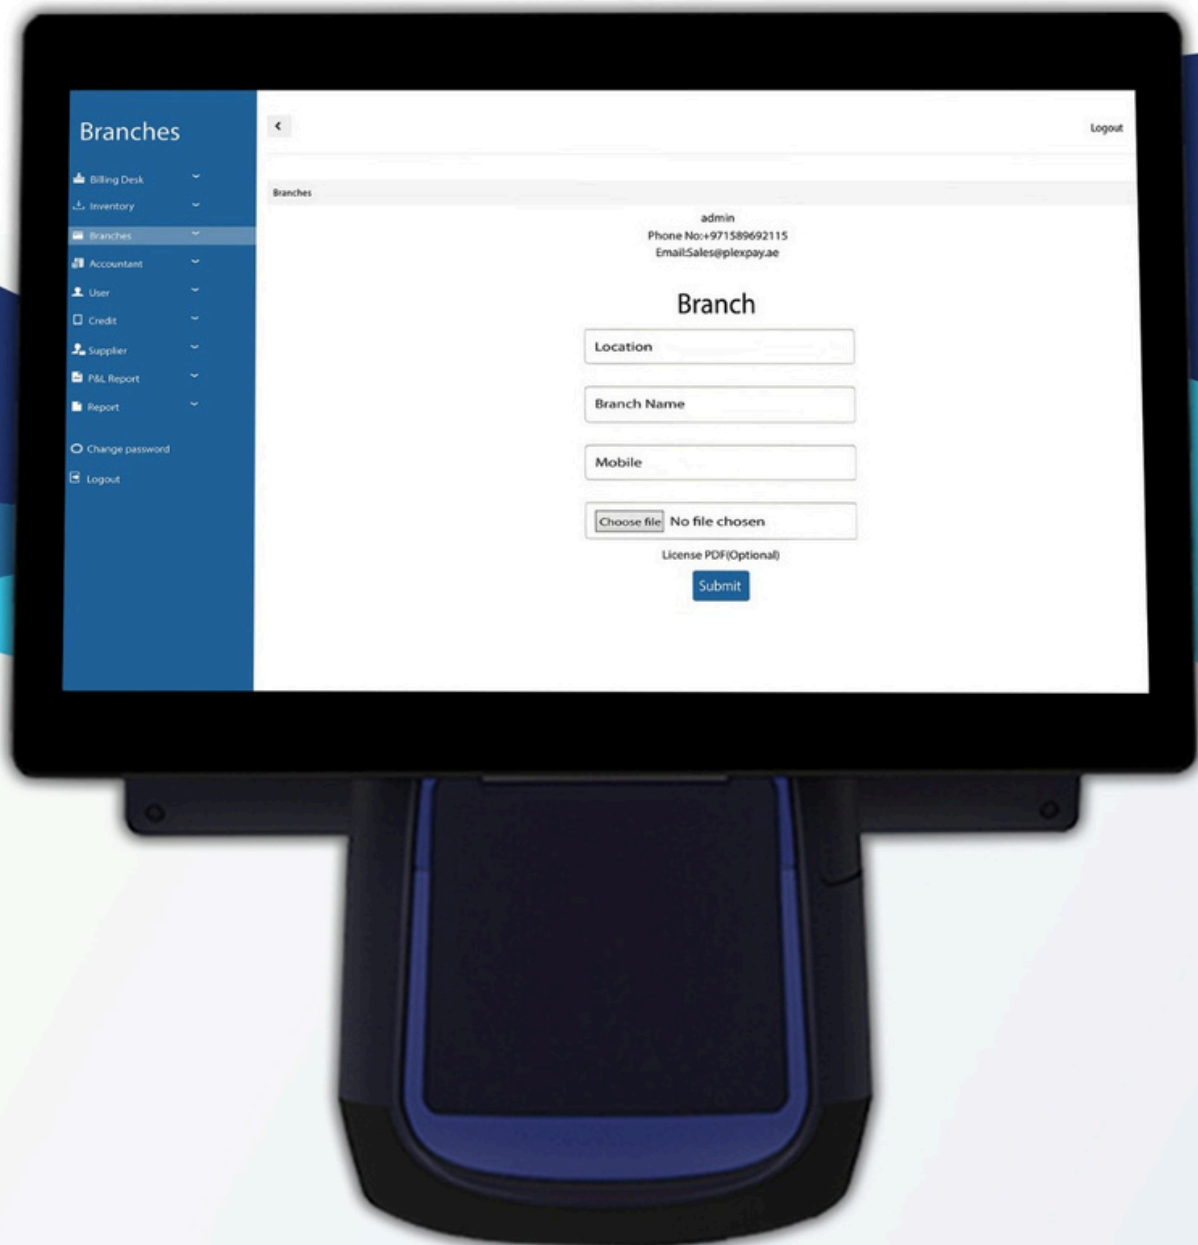 Branches
Billing Desk
Inventory
Branches
Accountant
User
Credit
Supplier
P&L Report
Report
Change password
Logout
Logout
Branches
admin
Phone No:+971589692115
Email:Sales@plexpay.ae
Branch
Location
Branch Name
Mobile
Choose file No file chosen
License PDF(Optional)
Submit